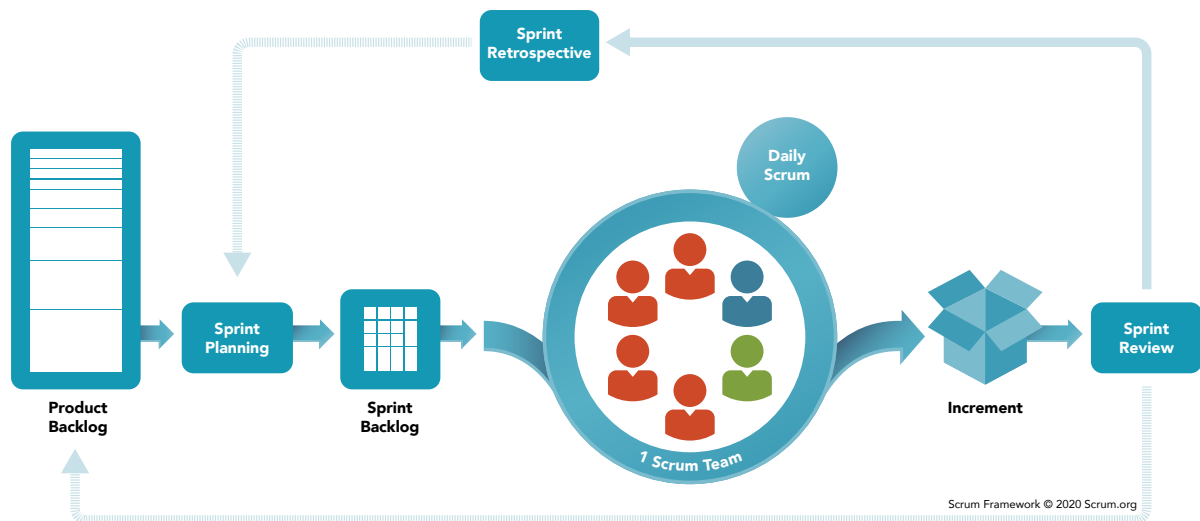 Sprint
Retrospective
Daily
Scrum
Sprint
Planning
Sprint
Review
Product
Backlog
Sprint
Backlog
Increment
1 Scrum Team
Scrum Framework © 2020 Scrum.org